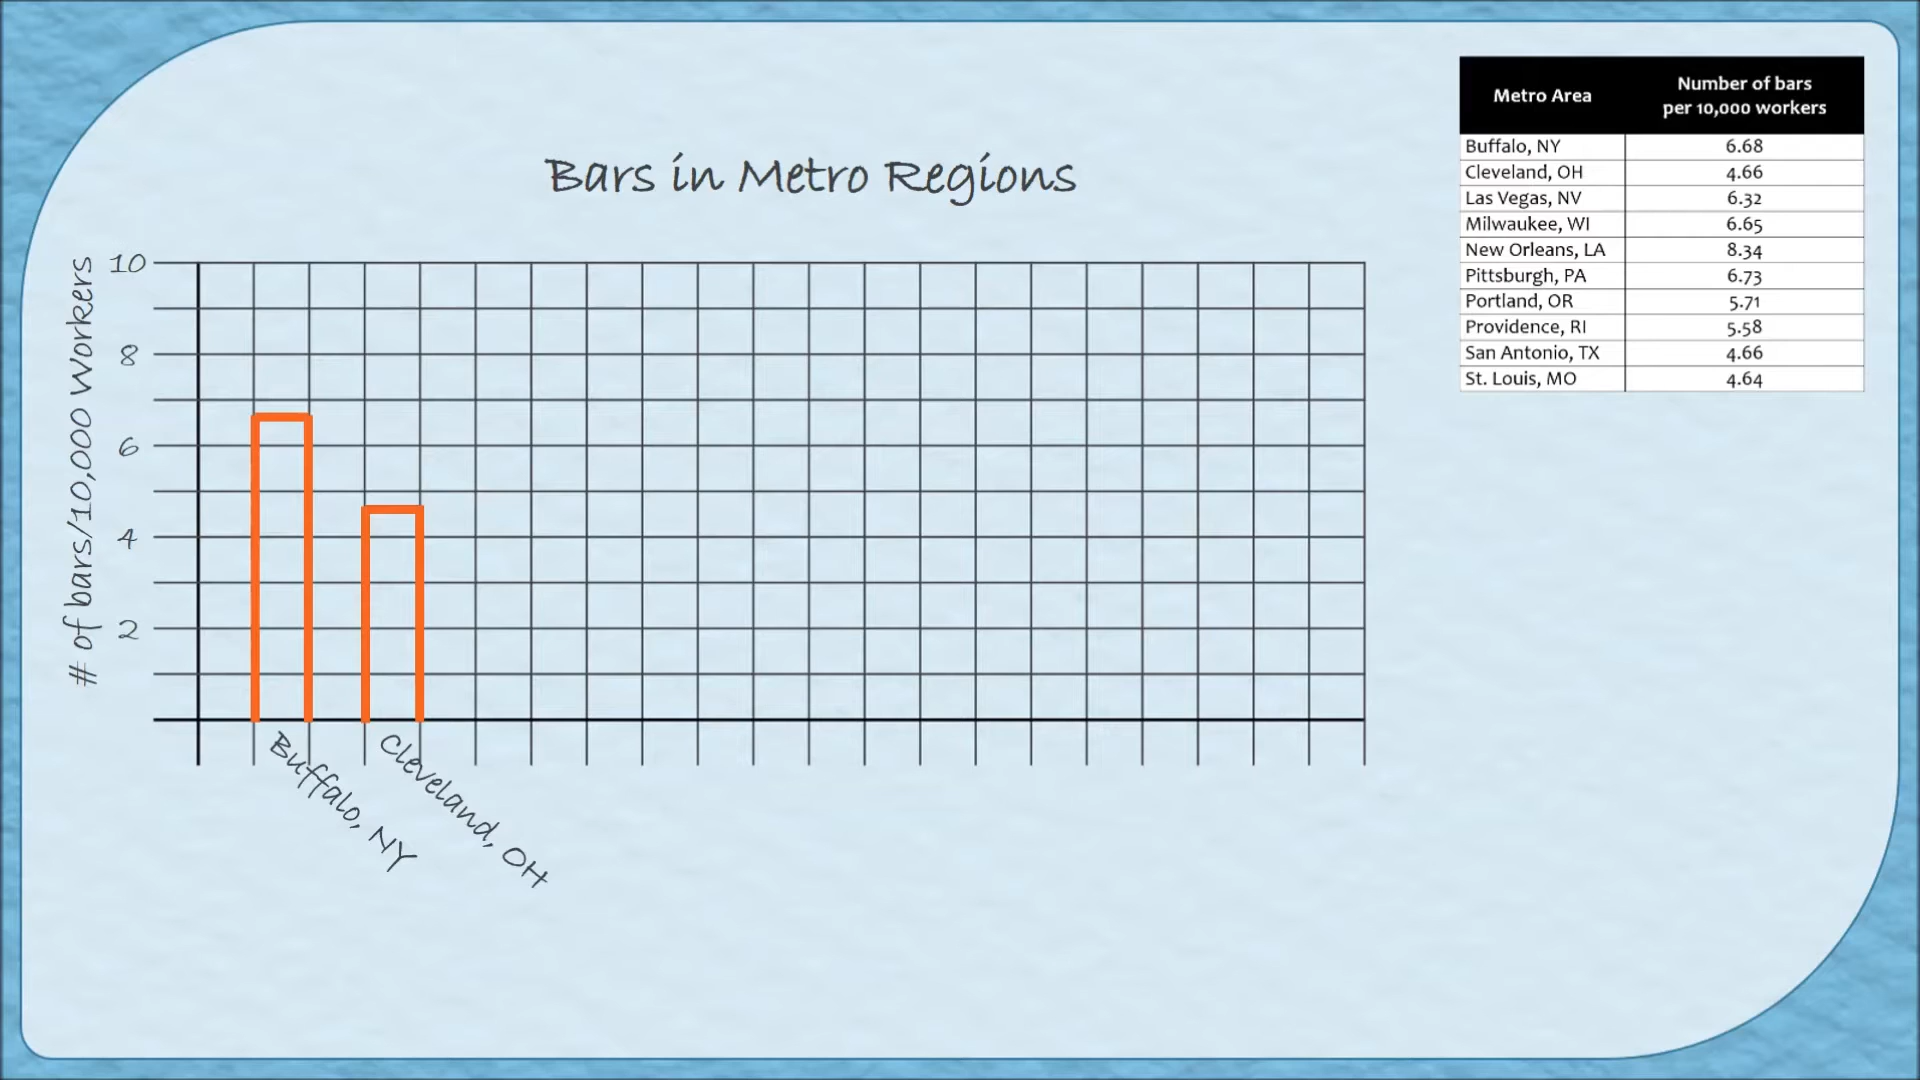 Bars in Metro Regions
# of bars/10,000 Workers
10
8
6
4
2
Buffalo, NY
Cleveland, OH
Metro Area Number of bars
per 10,000 workers
Buffalo, NY 6.68
Cleveland, OH 4.66
Las Vegas, NV 6.32
Milwaukee, WI 6.65
New Orleans, LA 8.34
Pittsburgh, PA 6.73
Portland, OR 5.71
Providence, RI 5.58
San Antonio, TX 4.66
St. Louis, MO 4.64